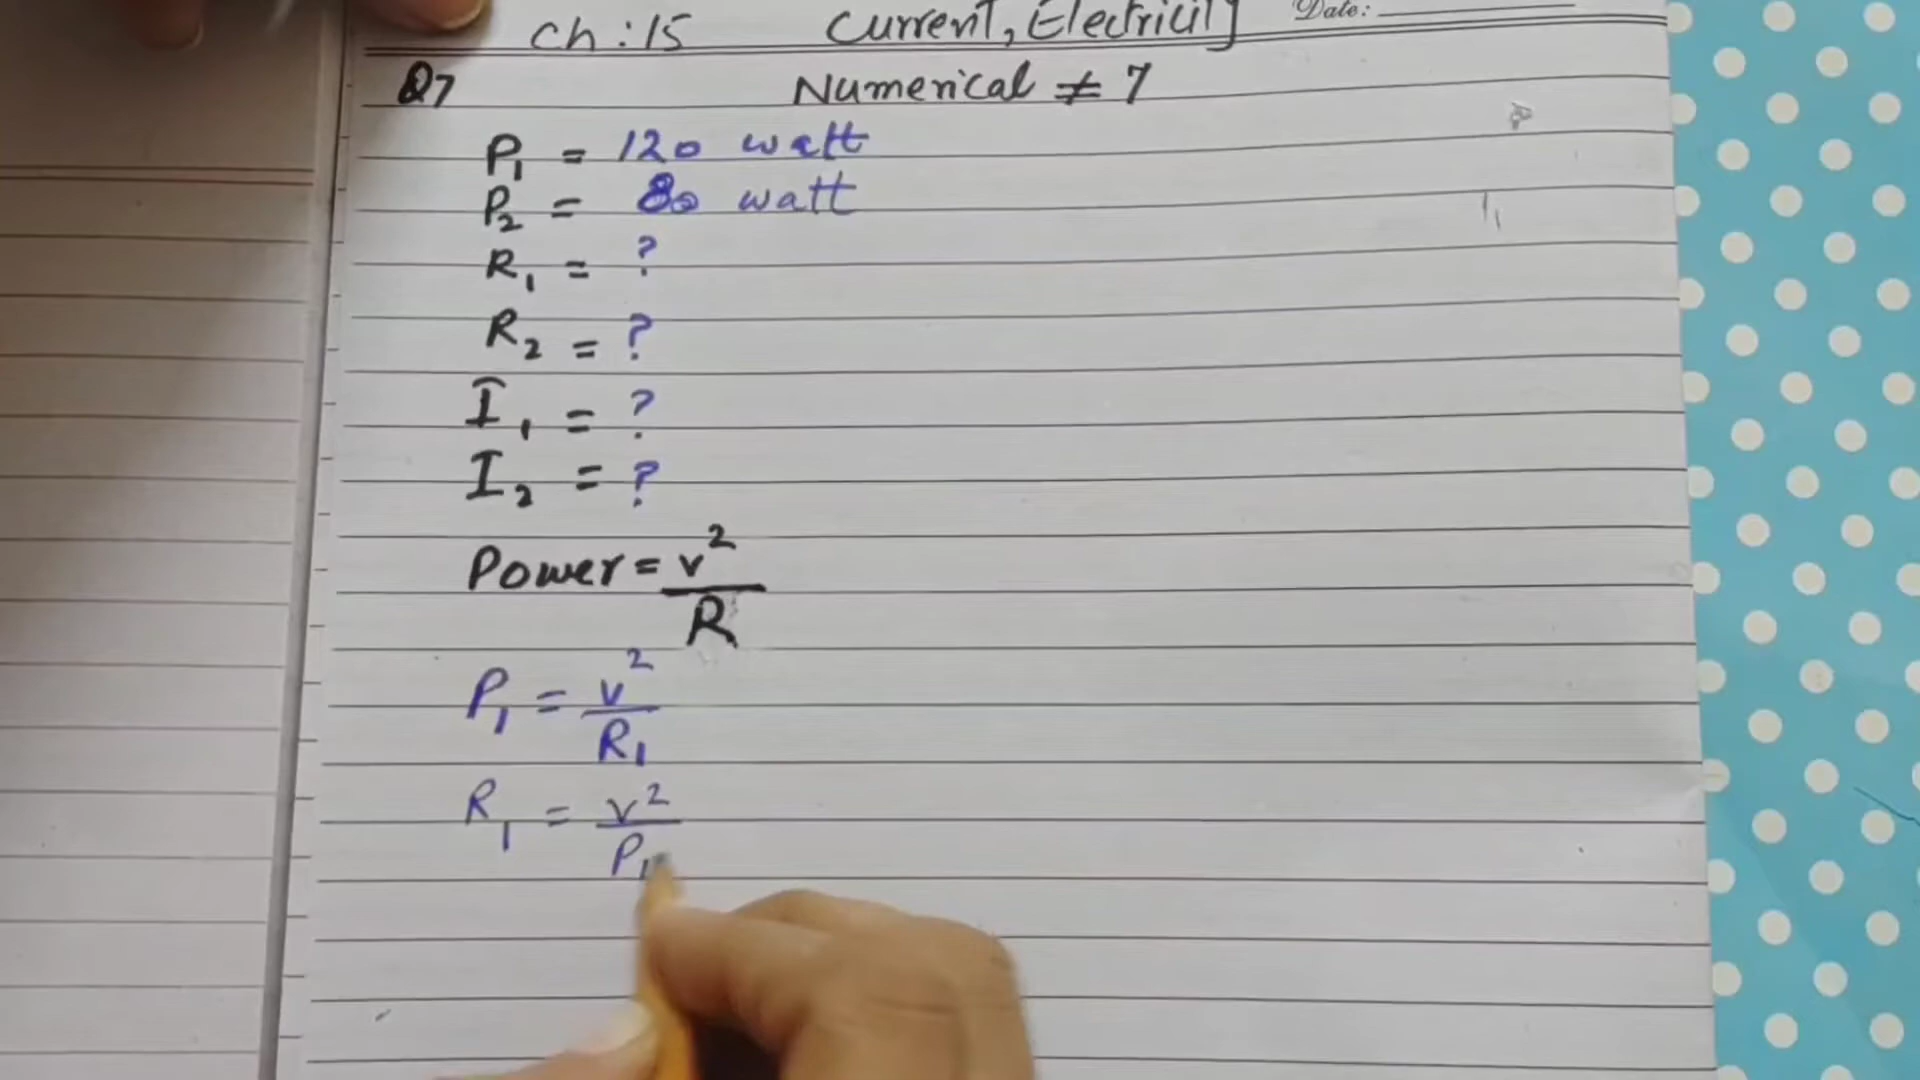 Ch : 15 Current, Electricity Date:
Q7 Numerical ≠ 7
P₁ = 120 watt
P₂ = 80 watt
R₁ = ?
R₂ = ?
I₁ = ?
I₂ = ?
Power = v²/R
P₁ = v²/R₁
R₁ = v²/P₁